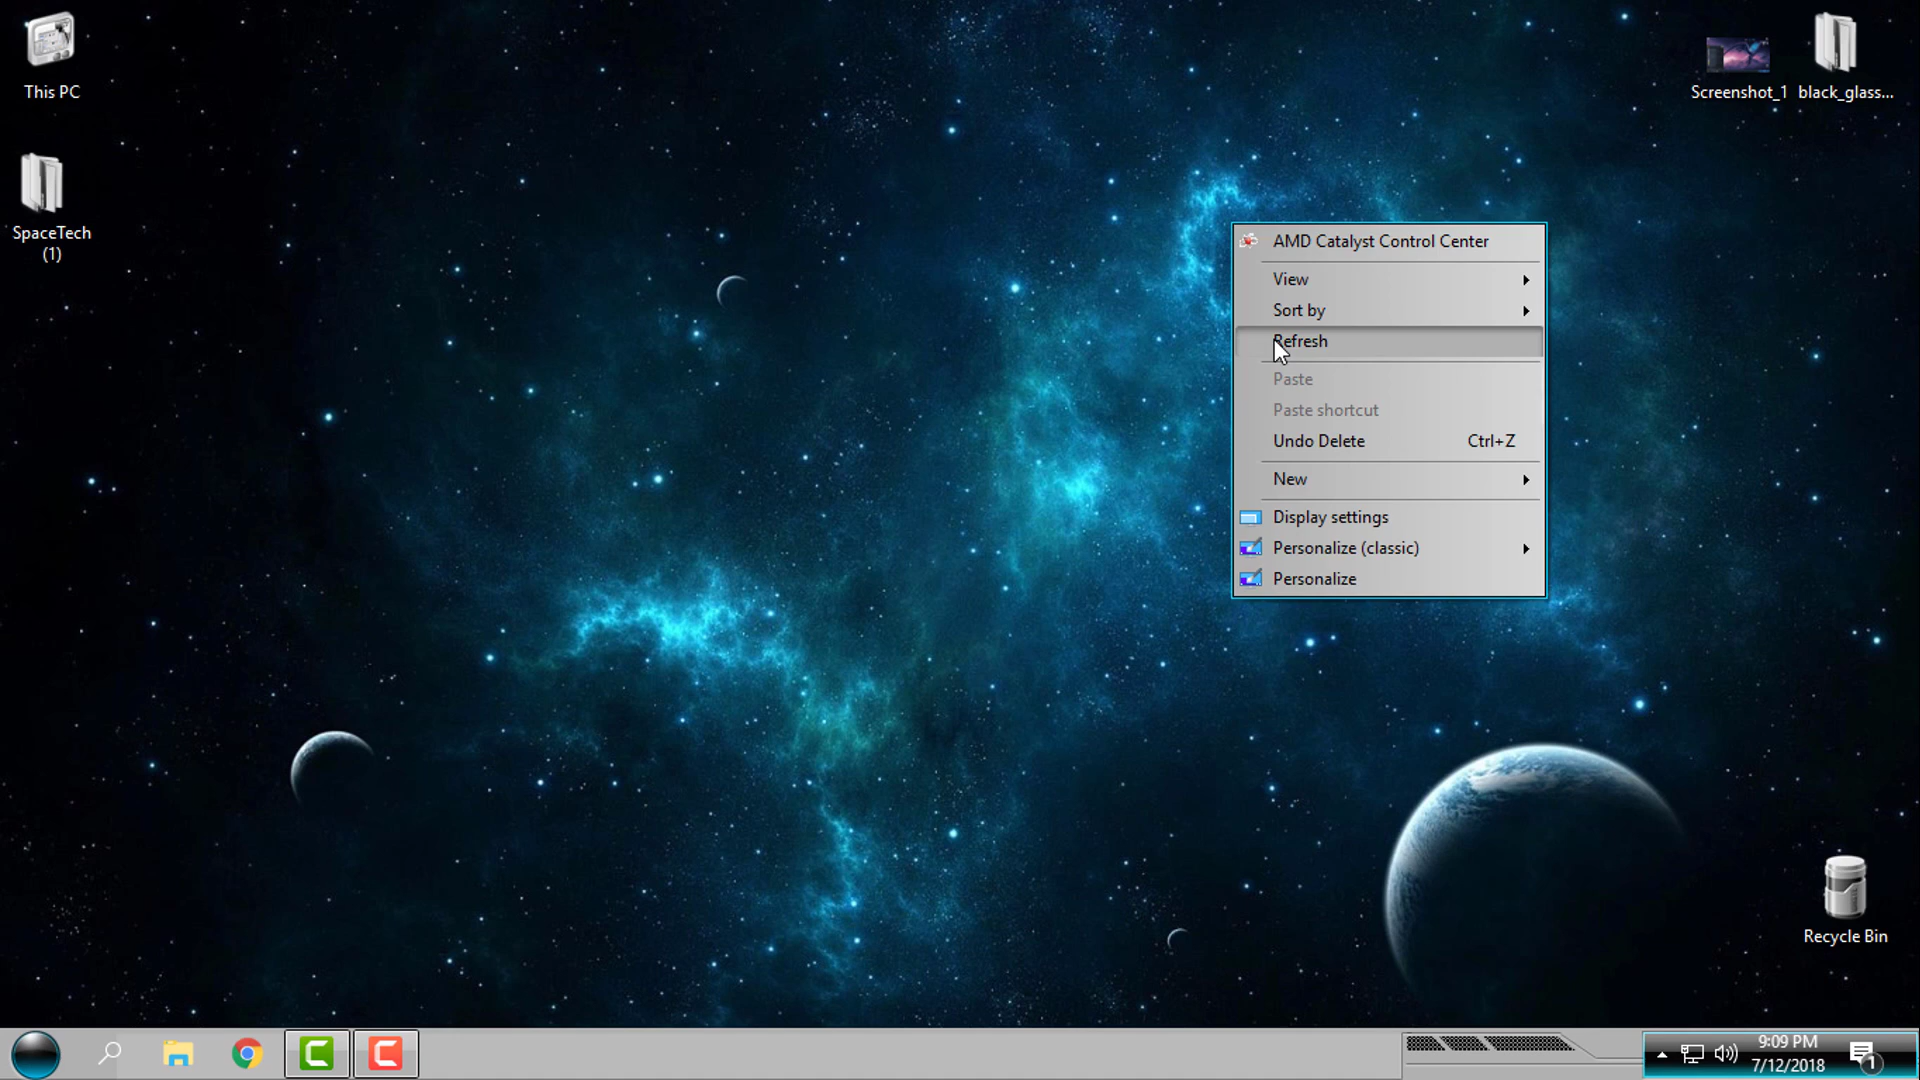 This PC
SpaceTech
(1)
Screenshot_1
black_glass...
AMD Catalyst Control Center
View
Sort by
Refresh
Paste
Paste shortcut
Undo Delete Ctrl+Z
New
Display settings
Personalize (classic)
Personalize
Recycle Bin
9:09 PM
7/12/2018
1